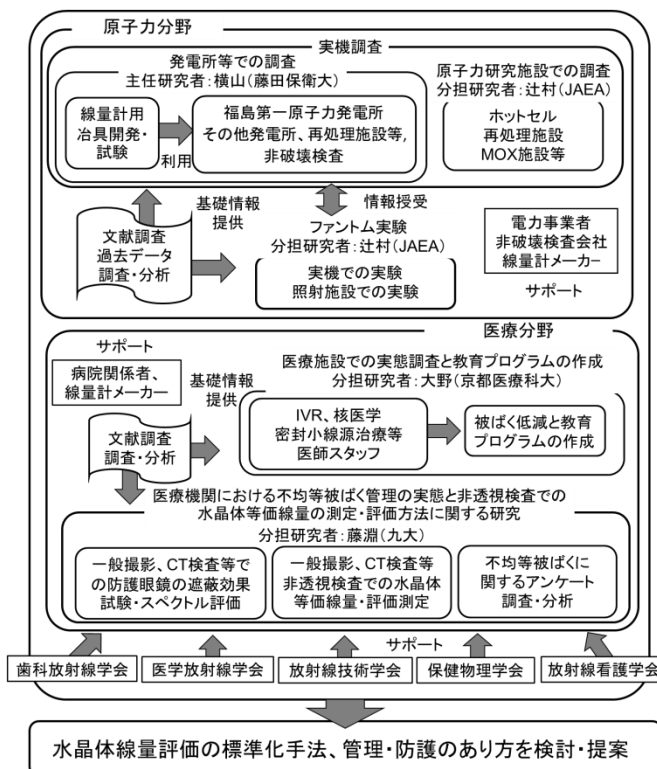 原子力分野
実機調査
発電所等での調査
主任研究者:横山(藤田保衛大)
線量計用
冶具開発・
試験
利用
福島第一原子力発電所
その他発電所、再処理施設等,
非破壊検査
原子力研究施設での調査
分担研究者:辻村(JAEA)
ホットセル
再処理施設
MOX施設等
文献調査
過去データ
調査・分析
基礎情報
提供
情報授受
ファントム実験
分担研究者:辻村(JAEA)
実機での実験
照射施設での実験
電力事業者
非破壊検査会社
線量計メーカー
サポート
医療分野
サポート
病院関係者、
線量計メーカー
文献調査
調査・分析
基礎情報
提供
医療施設での実態調査と教育プログラムの作成
分担研究者:大野(京都医療科大)
IVR、核医学
密封小線源治療等
医師スタッフ
被ばく低減と教育
プログラムの作成
医療機関における不均等被ばく管理の実態と非透視検査での
水晶体等価線量の測定・評価方法に関する研究
分担研究者:藤淵(九大)
一般撮影、CT検査等で
の防護眼鏡の遮蔽効果
試験・スペクトル評価
一般撮影、CT検査等
非透視検査での水晶体
等価線量・評価測定
不均等被ばくに
関するアンケート
調査・分析
サポート
歯科放射線学会
医学放射線学会
放射線技術学会
保健物理学会
放射線看護学会
水晶体線量評価の標準化手法、管理・防護のあり方を検討・提案